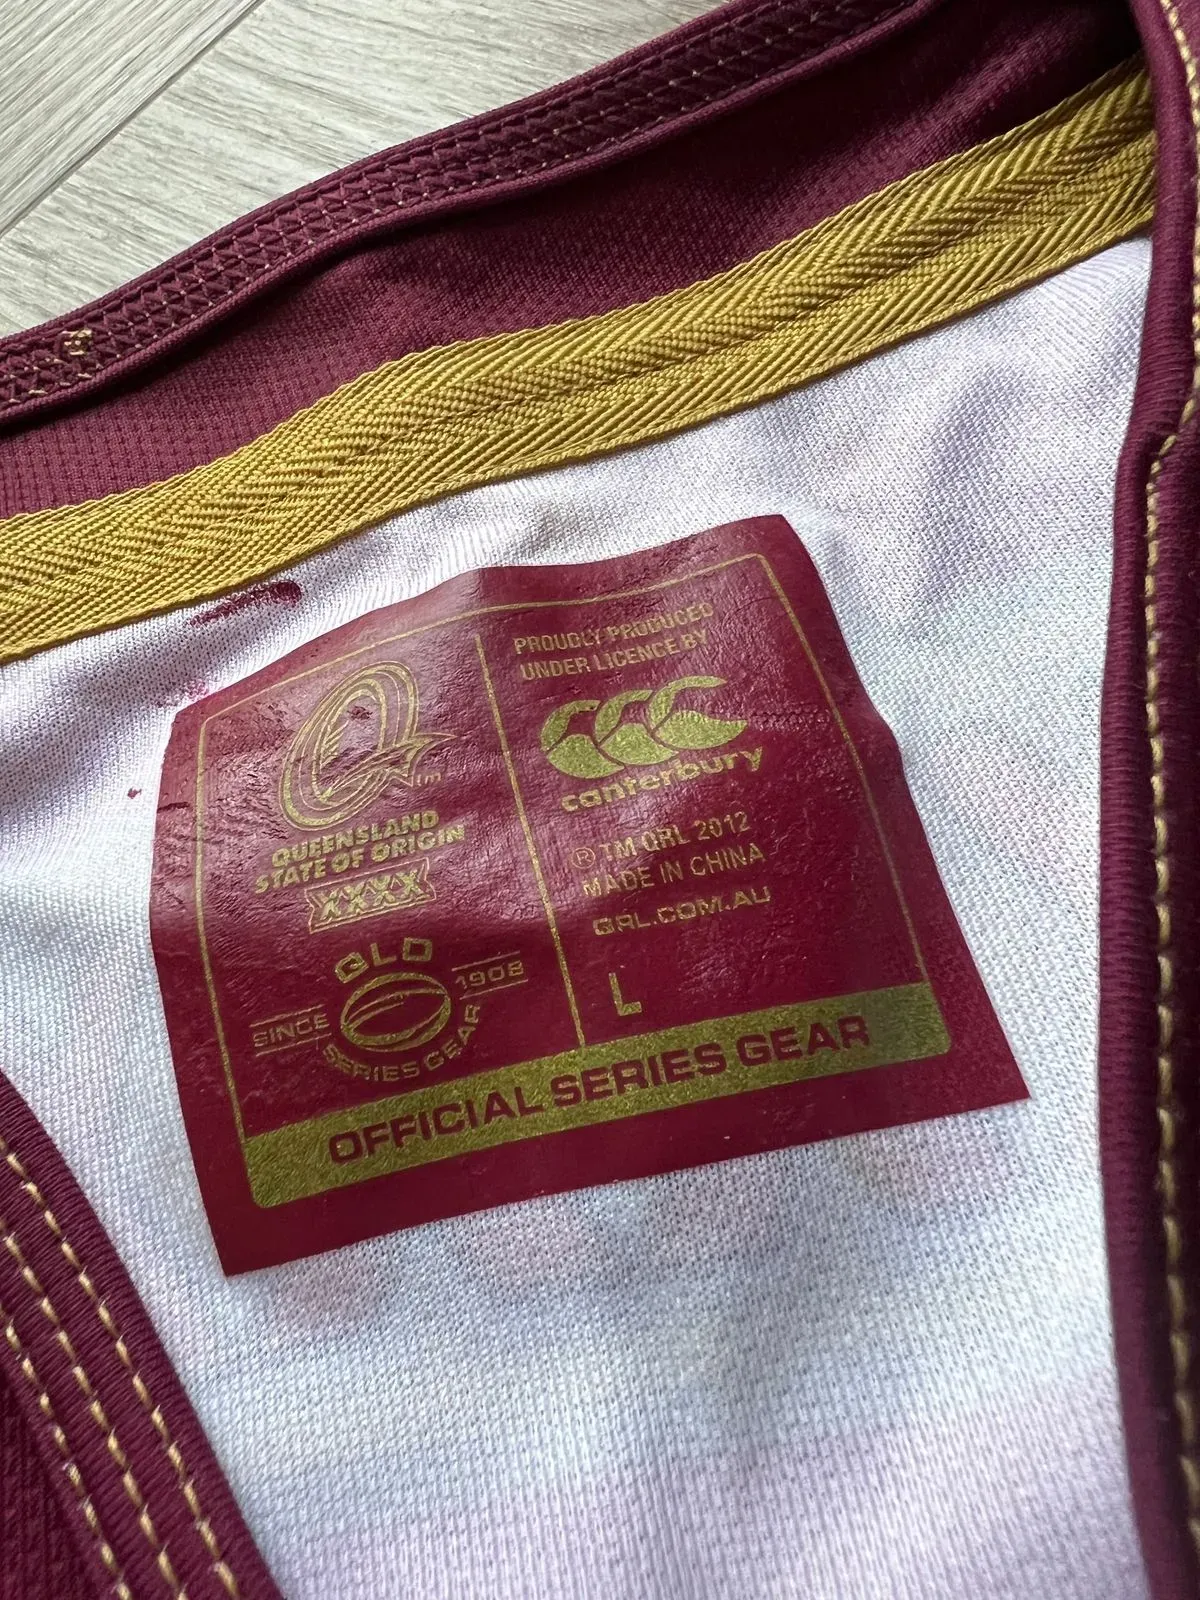 Q TM
QUEENSLAND
STATE OF ORIGIN
XXXX
QLD
SINCE 1908
SERIES GEAR
PROUDLY PRODUCED
UNDER LICENCE BY
canterbury
® TM QRL 2012
MADE IN CHINA
QRL.COM.AU
L
OFFICIAL SERIES GEAR